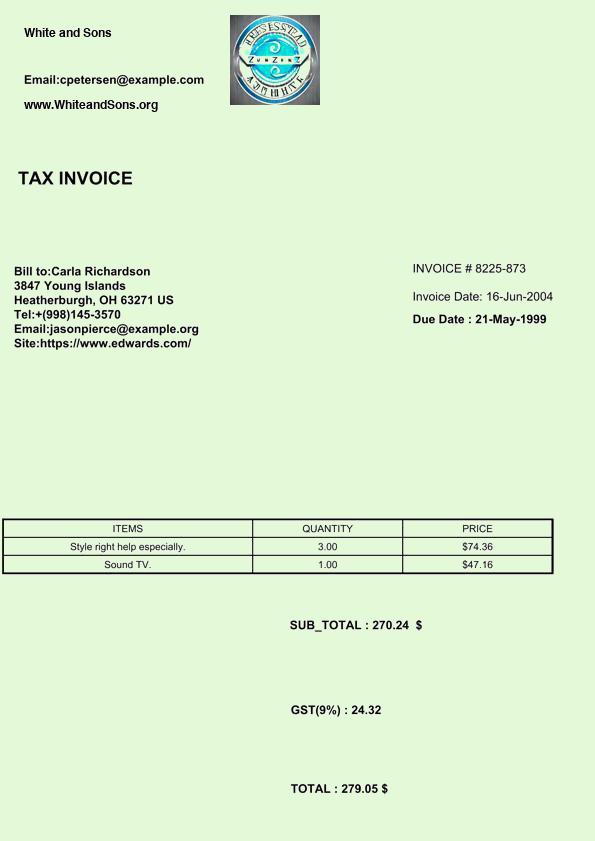 White and Sons
Email:cpetersen@example.com
www.WhiteandSons.org
ZunZenZ
TAX INVOICE
Bill to:Carla Richardson
3847 Young Islands
Heatherburgh, OH 63271 US
Tel:+(998)145-3570
Email:jasonpierce@example.org
Site:https://www.edwards.com/
INVOICE # 8225-873
Invoice Date: 16-Jun-2004
Due Date : 21-May-1999
ITEMS QUANTITY PRICE
Style right help especially. 3.00 $74.36
Sound TV. 1.00 $47.16
SUB_TOTAL : 270.24 $
GST(9%) : 24.32
TOTAL : 279.05 $